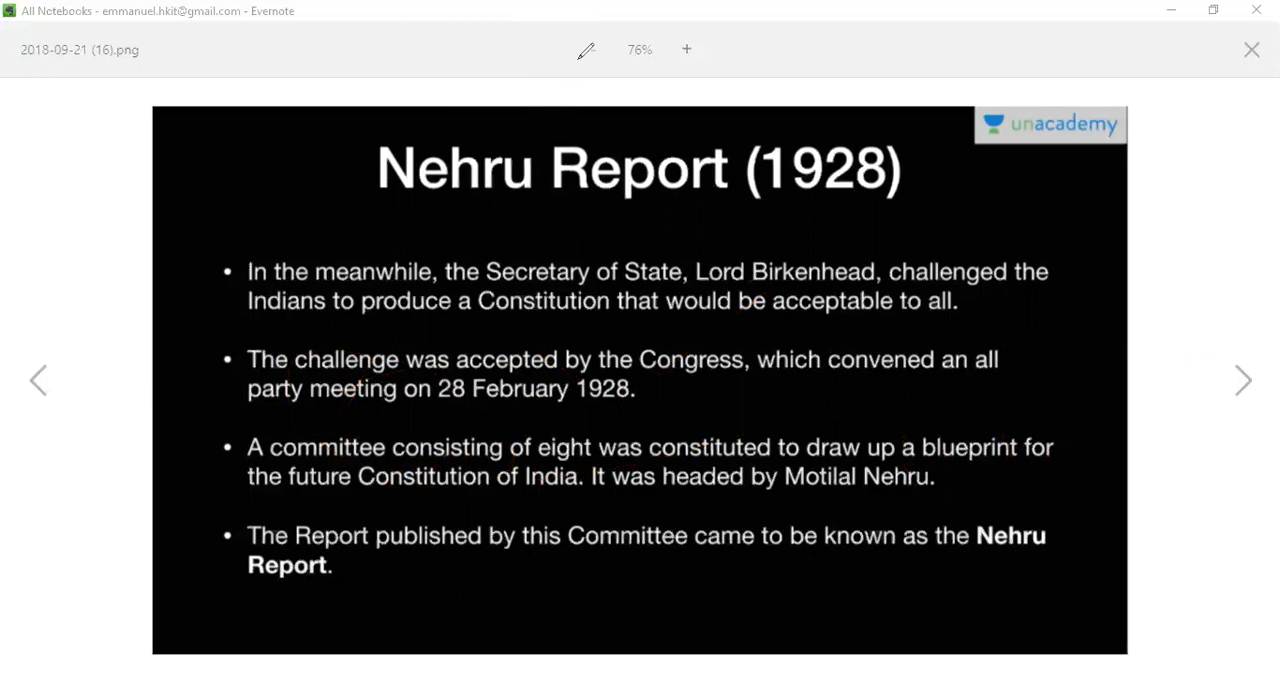 All Notebooks - emmanuel.hkit@gmail.com - Evernote
2018-09-21 (16).png
76%
unacademy
Nehru Report (1928)
• In the meanwhile, the Secretary of State, Lord Birkenhead, challenged the
Indians to produce a Constitution that would be acceptable to all.
• The challenge was accepted by the Congress, which convened an all
party meeting on 28 February 1928.
• A committee consisting of eight was constituted to draw up a blueprint for
the future Constitution of India. It was headed by Motilal Nehru.
• The Report published by this Committee came to be known as the Nehru
Report.